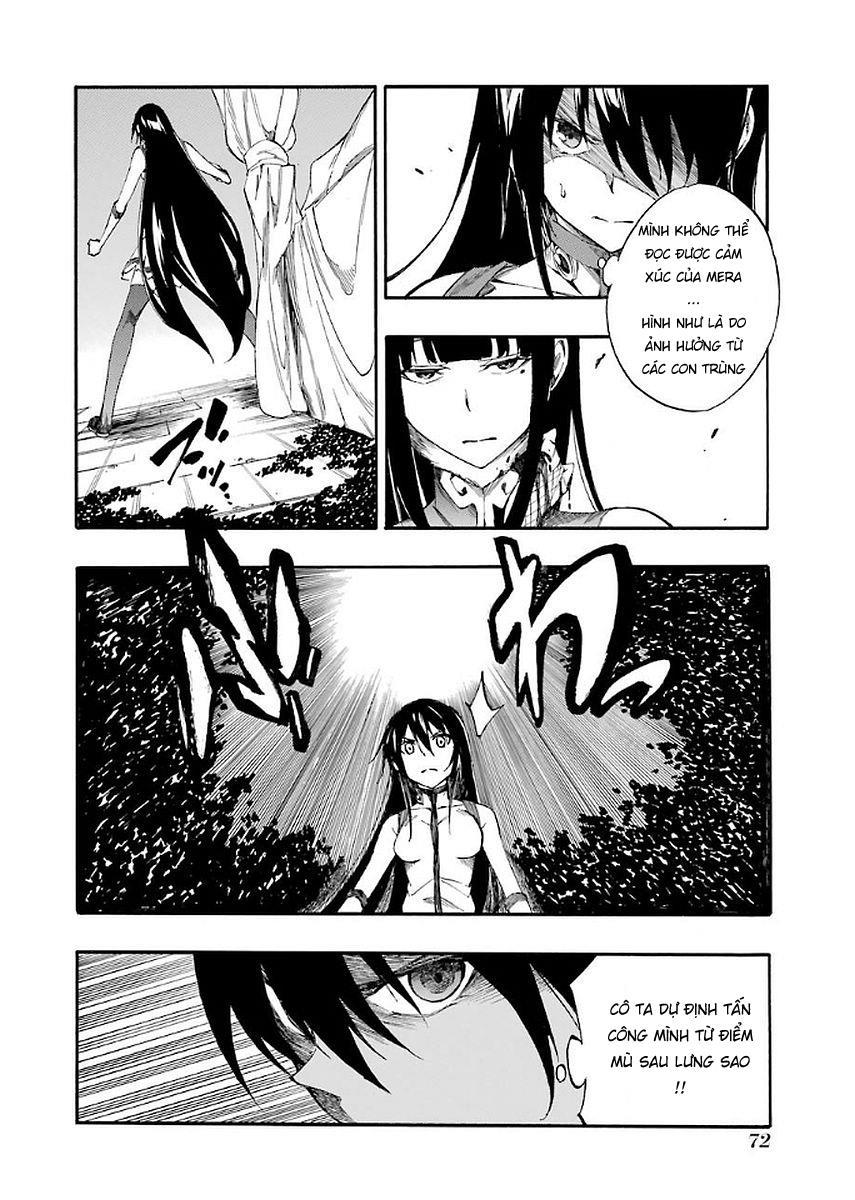 MÌNH KHÔNG THỂ
ĐỌC ĐƯỢC CẢM
XÚC CỦA MERA
...
HÌNH NHƯ LÀ DO
ẢNH HƯỞNG TỪ
CÁC CON TRÙNG
CÔ TA DỰ ĐỊNH TẤN
CÔNG MÌNH TỪ ĐIỂM
MÙ SAU LƯNG SAO
!!
72